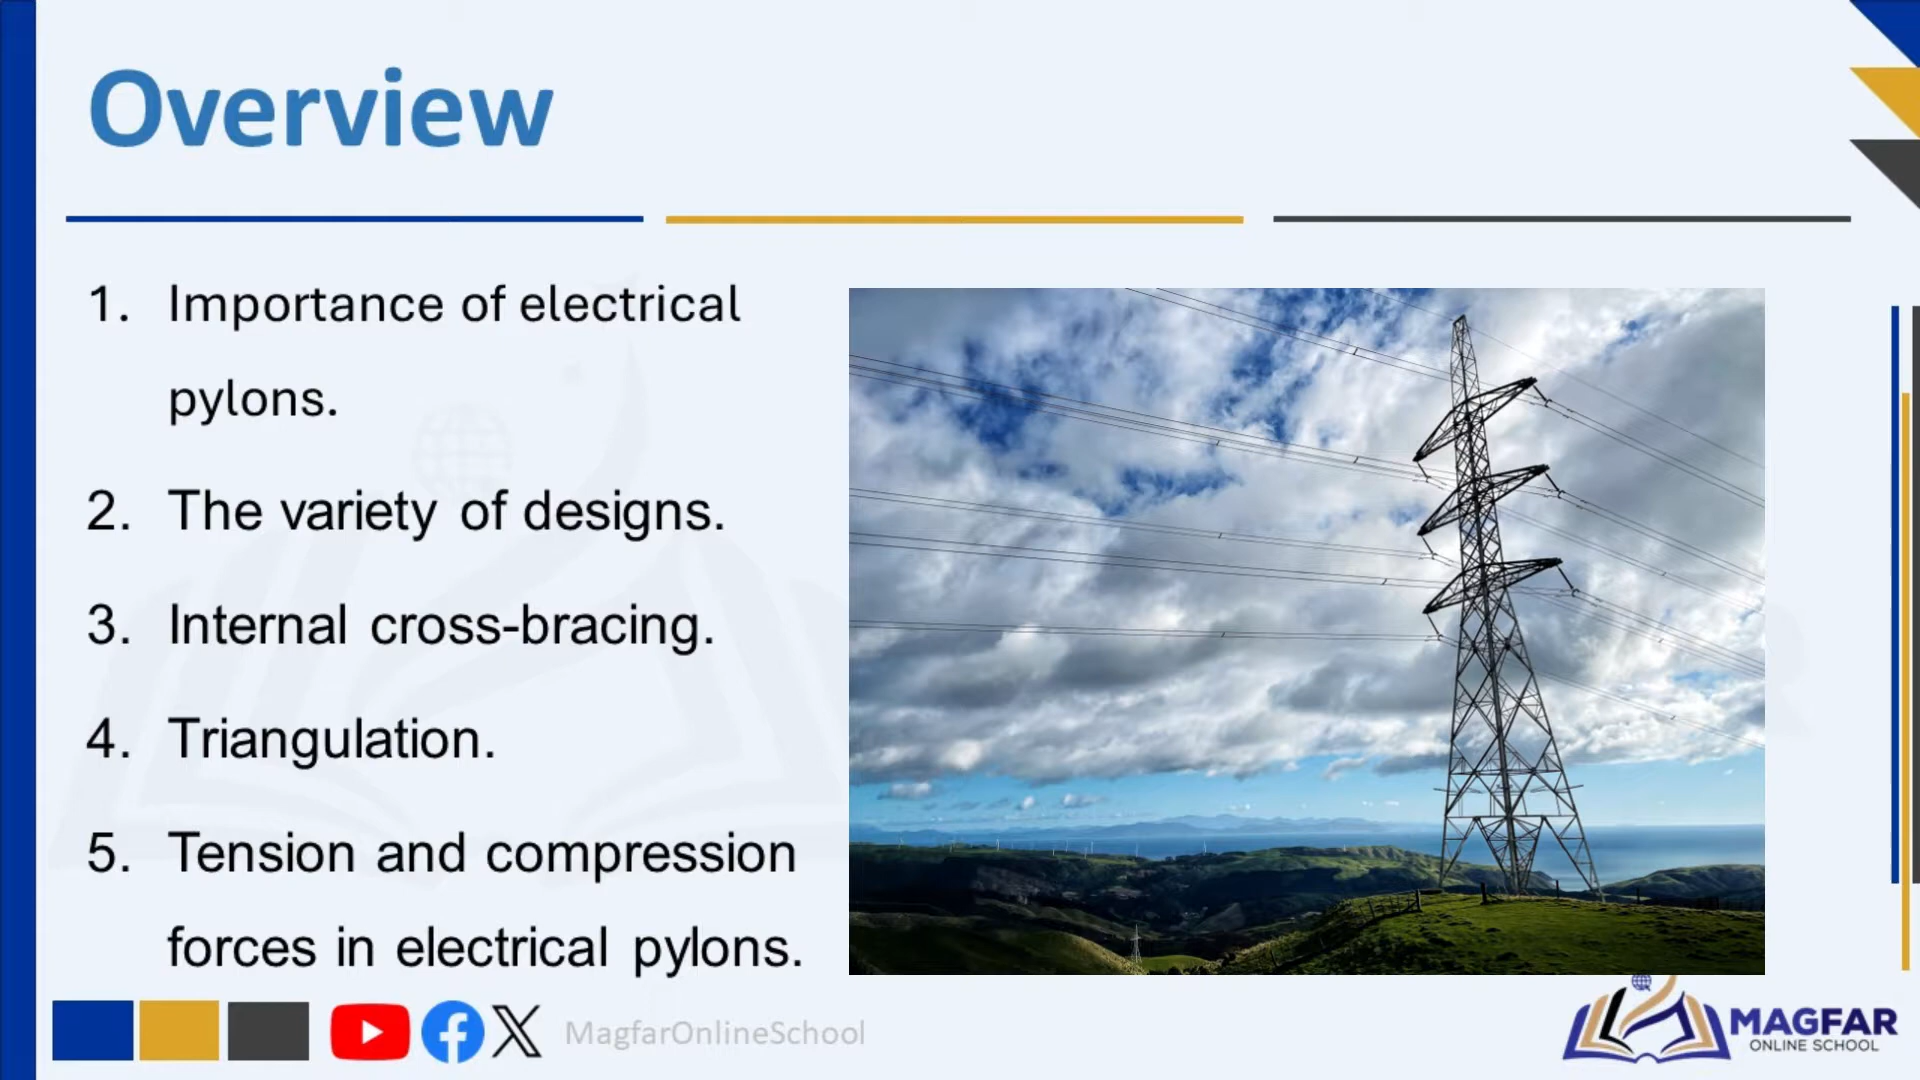 Overview
1. Importance of electrical
pylons.
2. The variety of designs.
3. Internal cross-bracing.
4. Triangulation.
5. Tension and compression
forces in electrical pylons.
MagfarOnlineSchool
MAGFAR
ONLINE SCHOOL